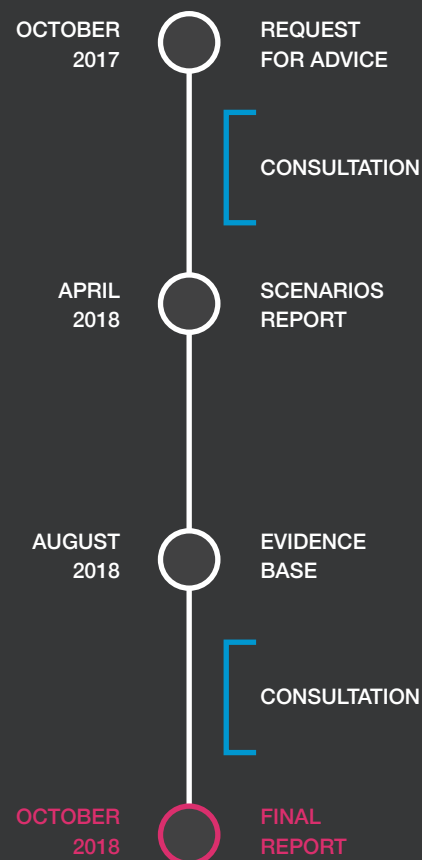 OCTOBER
2017
REQUEST
FOR ADVICE
CONSULTATION
APRIL
2018
SCENARIOS
REPORT
AUGUST
2018
EVIDENCE
BASE
CONSULTATION
OCTOBER
2018
FINAL
REPORT